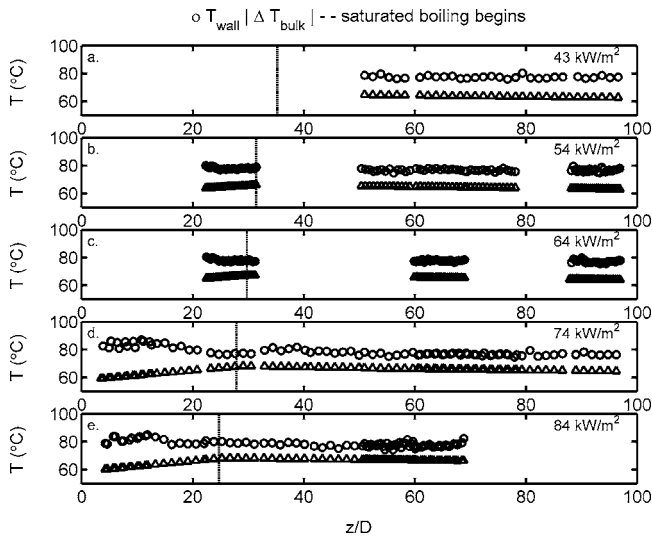 o T_wall | Δ T_bulk | - - saturated boiling begins
100
80
60
T (°C)
a.
43 kW/m²
0 20 40 60 80 100
100
80
60
T (°C)
b.
54 kW/m²
0 20 40 60 80 100
100
80
60
T (°C)
c.
64 kW/m²
0 20 40 60 80 100
100
80
60
T (°C)
d.
74 kW/m²
0 20 40 60 80 100
100
80
60
T (°C)
e.
84 kW/m²
0 20 40 60 80 100
z/D